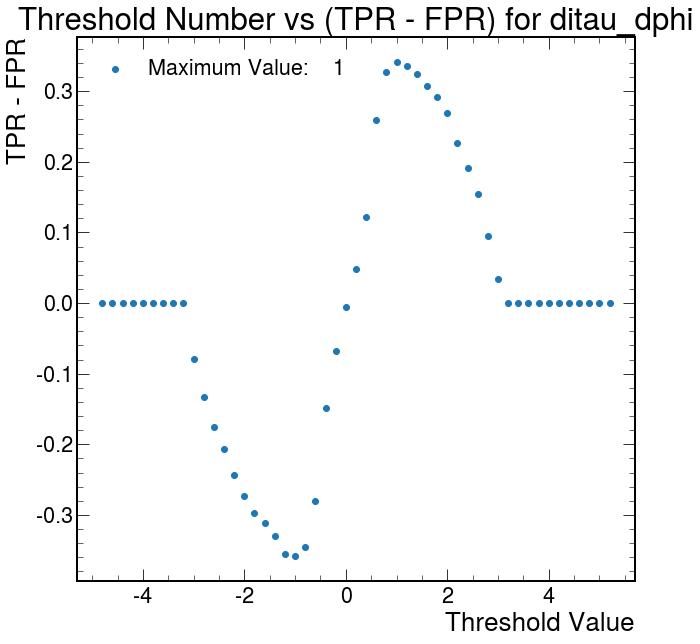 Threshold Number vs (TPR - FPR) for ditau_dphi
TPR - FPR
Maximum Value: 1
0.3
0.2
0.1
0.0
-0.1
-0.2
-0.3
-4 -2 0 2 4
Threshold Value